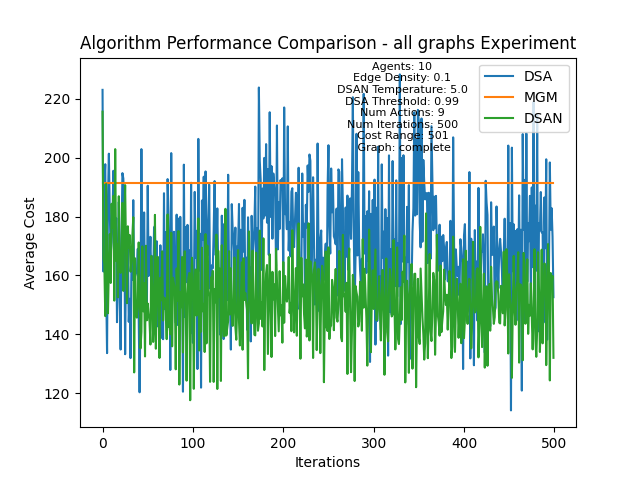 Algorithm Performance Comparison - all graphs Experiment
Agents: 10
Edge Density: 0.1
DSAN Temperature: 5.0
DSA Threshold: 0.99
Num Actions: 9
Num Iterations: 500
Cost Range: 501
Graph: complete
DSA
MGM
DSAN
Average Cost
220
200
180
160
140
120
0
100
200
300
400
500
Iterations